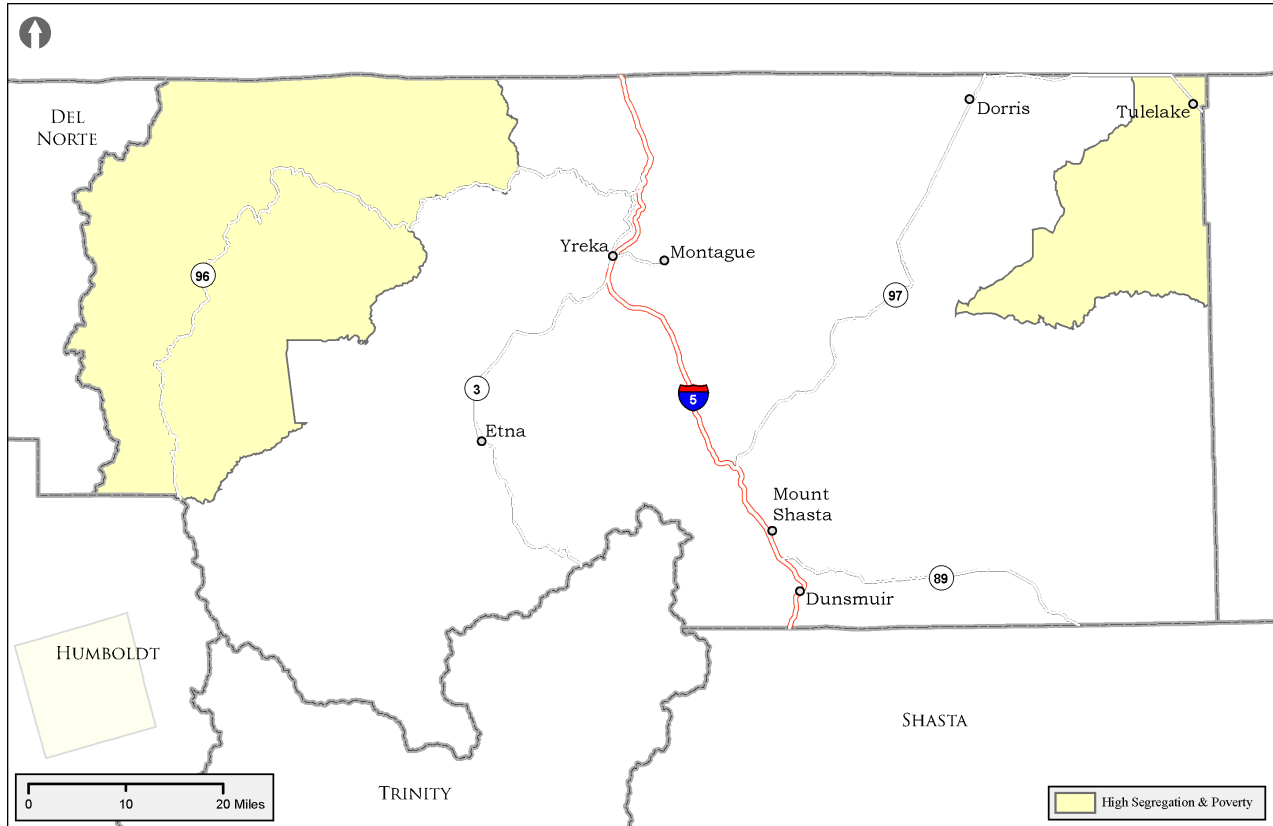 DEL
NORTE
Dorris
Tulelake
Yreka
Montague
96
97
3
5
Etna
Mount
Shasta
89
Dunsmuir
HUMBOLDT
SHASTA
TRINITY
0 10 20 Miles
High Segregation & Poverty